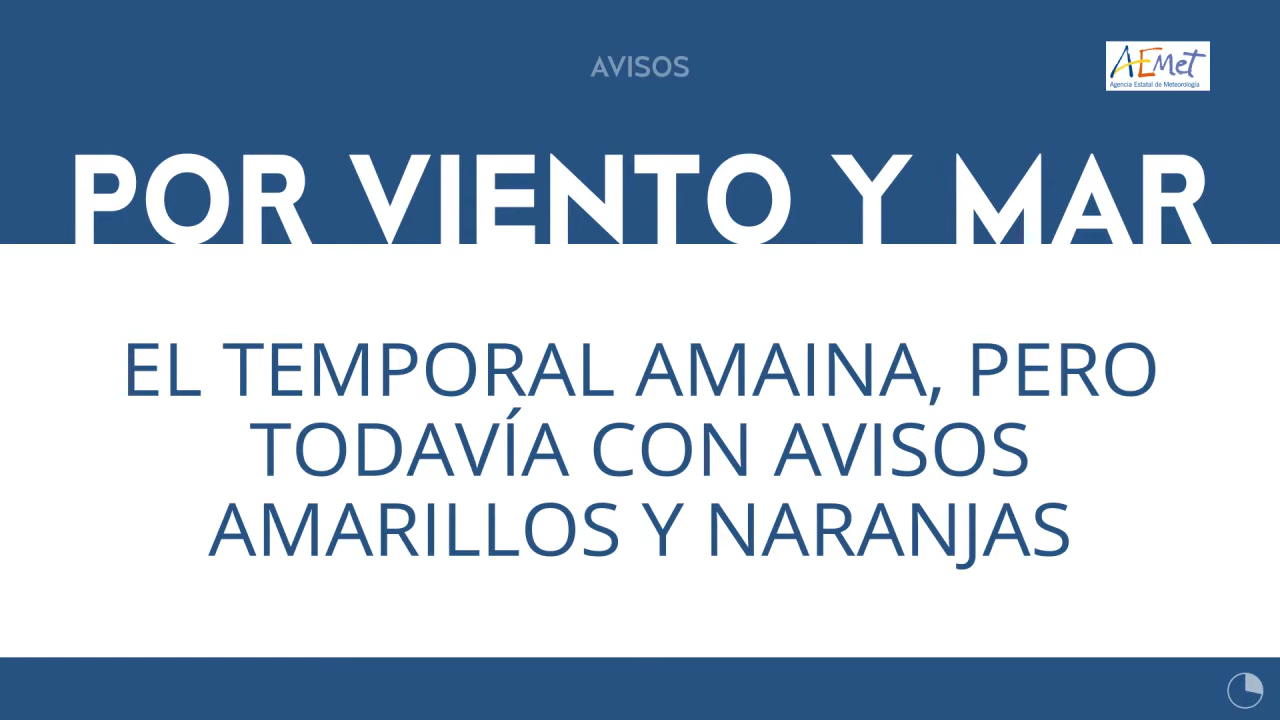 AVISOS
AEMet
Agencia Estatal de Meteorología
POR VIENTO Y MAR
EL TEMPORAL AMAINA, PERO
TODAVÍA CON AVISOS
AMARILLOS Y NARANJAS